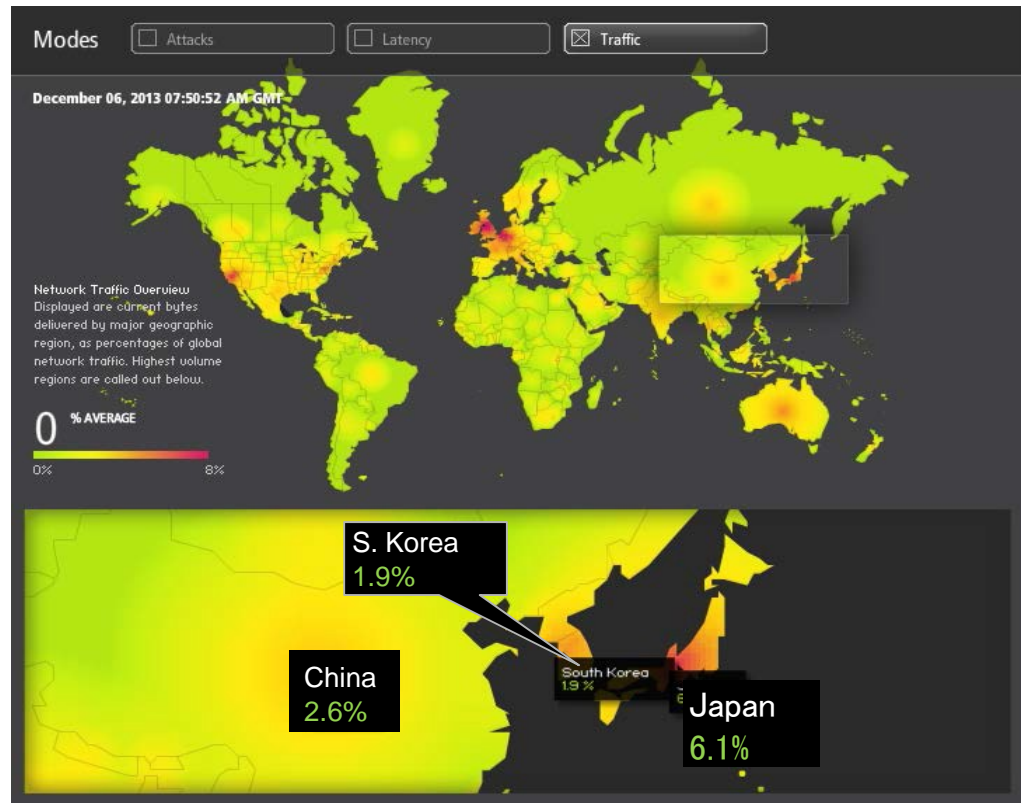 Modes
Attacks
Latency
Traffic
December 06, 2013 07:50:52 AM GMT
Network Traffic Overview
Displayed are current bytes
delivered by major geographic
region, as percentages of global
network traffic. Highest volume
regions are called out below.
0 % AVERAGE
0% 8%
S. Korea
1.9%
China
2.6%
South Korea
1.9 %
Japan
6.1%